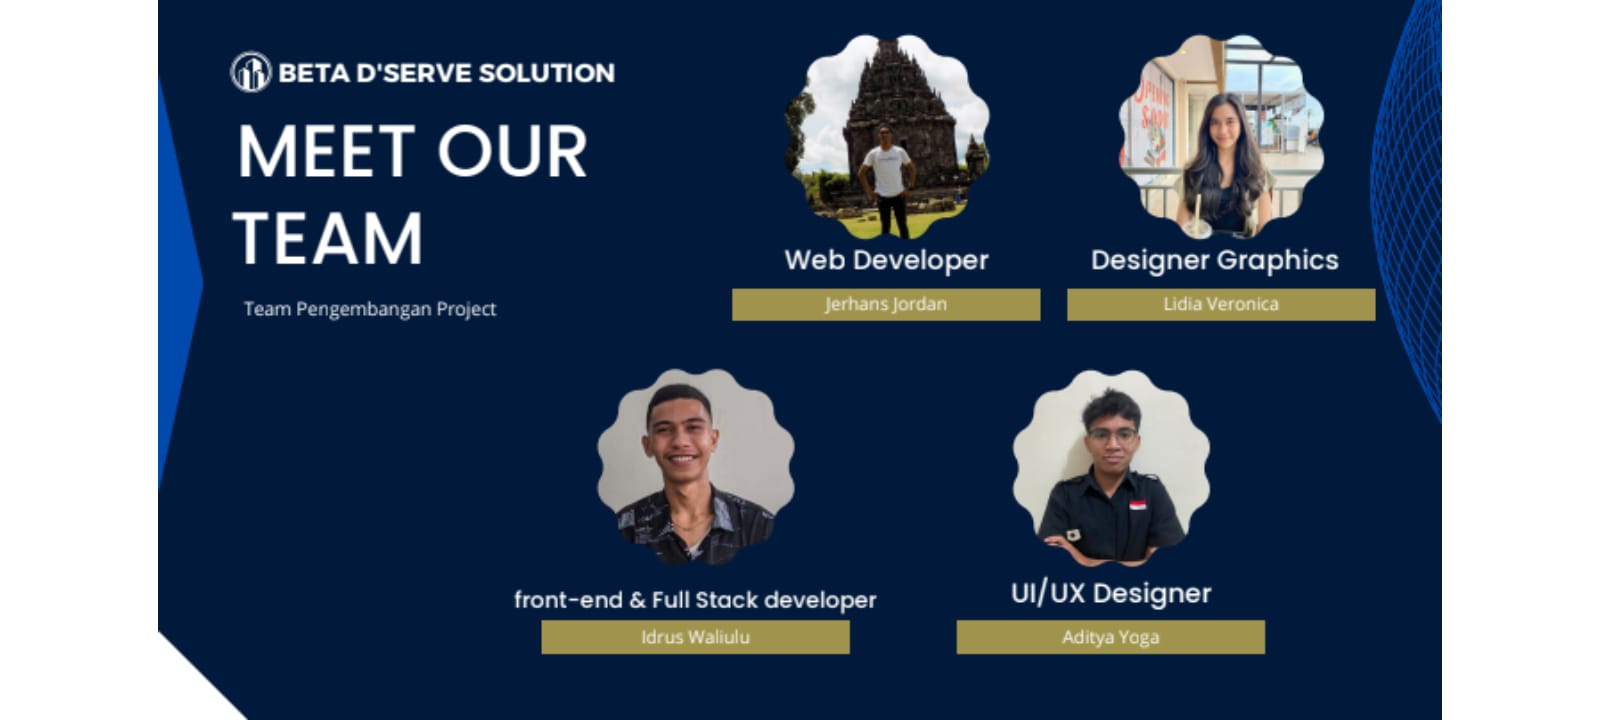 BETA D'SERVE SOLUTION
MEET OUR
TEAM
Team Pengembangan Project
Web Developer
Jerhans Jordan
Designer Graphics
Lidia Veronica
front-end & Full Stack developer
Idrus Waliulu
UI/UX Designer
Aditya Yoga